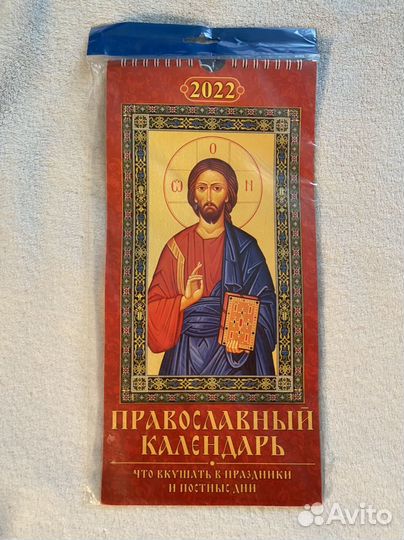 2022
О
Ѡ Н
ПРАВОСЛАВНЫЙ
КАЛЕНДАРЬ
ЧТО ВКУШАТЬ В ПРАЗДНИКИ
И ПОСТНЫЕ ДНИ
Avito